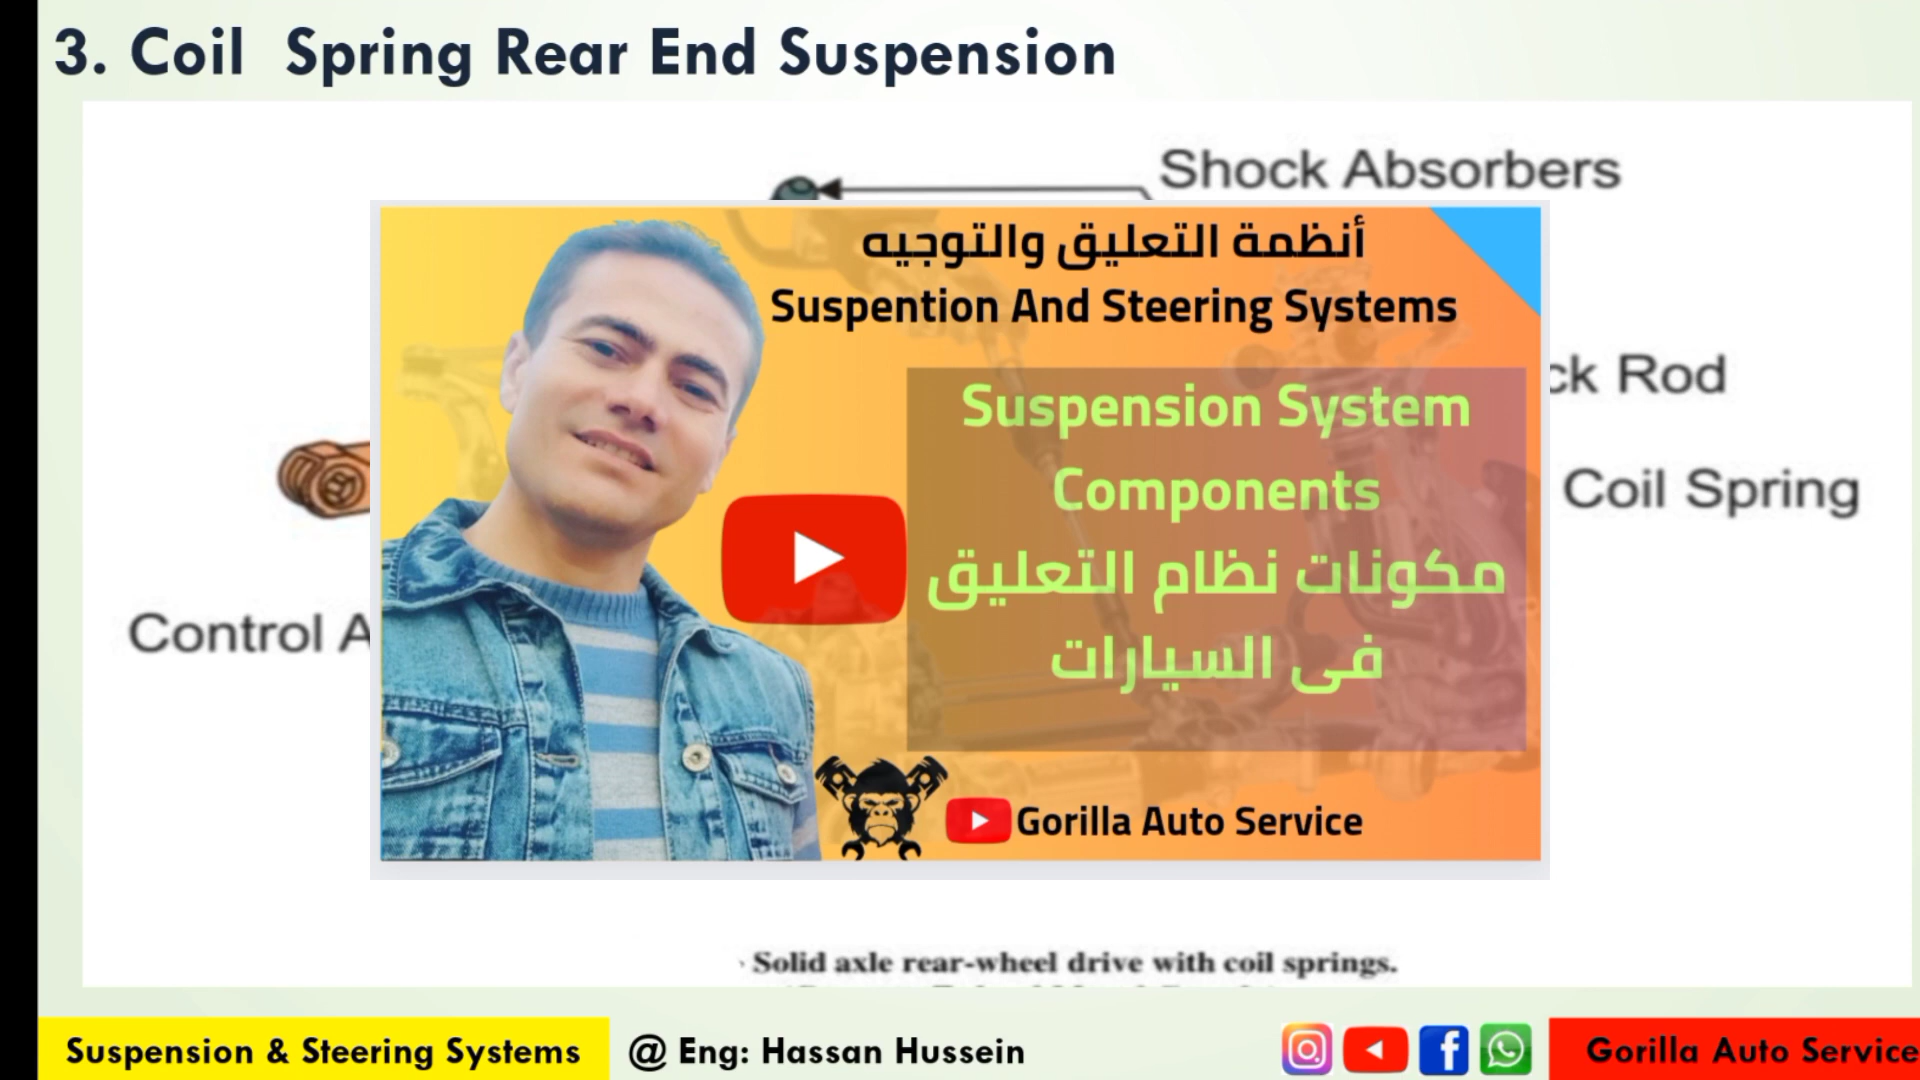 3. Coil Spring Rear End Suspension
Shock Absorbers
أنظمة التعليق والتوجيه
Suspention And Steering Systems
Rod
Suspension System
Components
Coil Spring
مكونات نظام التعليق
فى السيارات
Control
Gorilla Auto Service
Solid axle rear-wheel drive with coil springs.
Suspension & Steering Systems
@ Eng: Hassan Hussein
Gorilla Auto Service